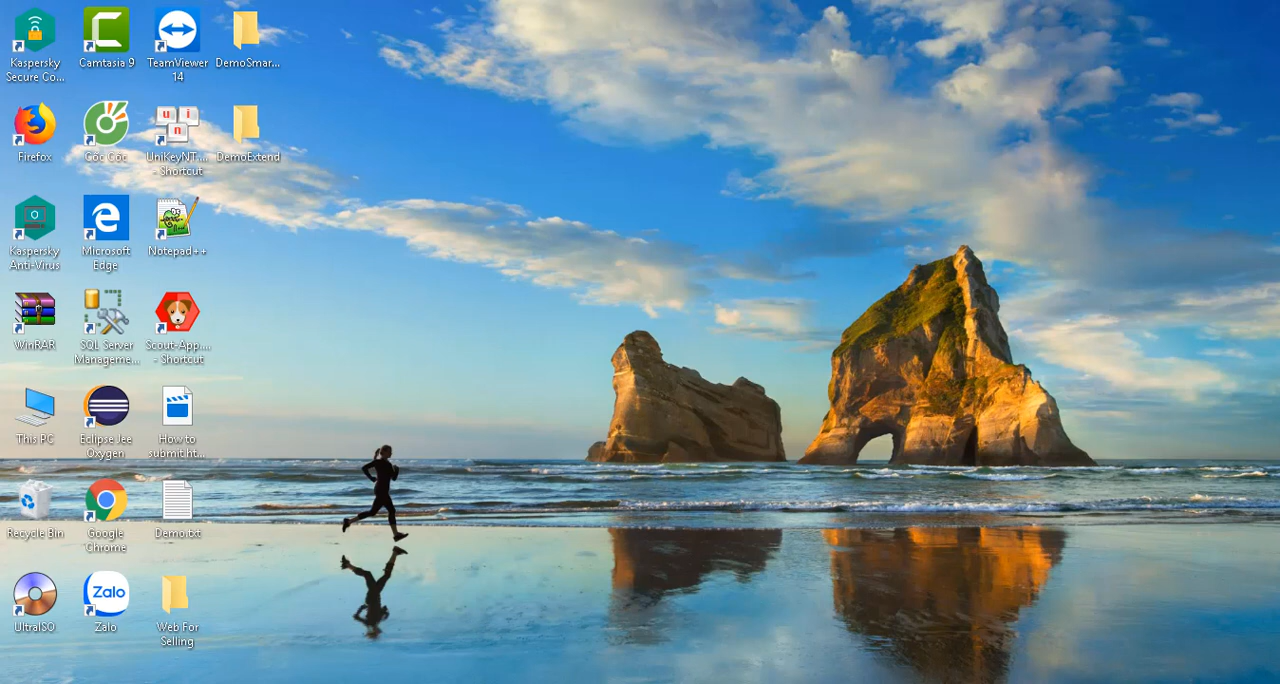 Kaspersky
Secure Co...
Camtasia 9
TeamViewer
14
DemoSmar...
Firefox
Cốc Cốc
u
i
n
UniKeyNT....
- Shortcut
DemoExtend
Kaspersky
Anti-Virus
Microsoft
Edge
Notepad++
WinRAR
SQL Server
Manageme...
Scout-App....
- Shortcut
This PC
Eclipse Jee
Oxygen
How to
submit.ht...
Recycle Bin
Google
Chrome
Demo.txt
UltraISO
Zalo
Zalo
Web For
Selling